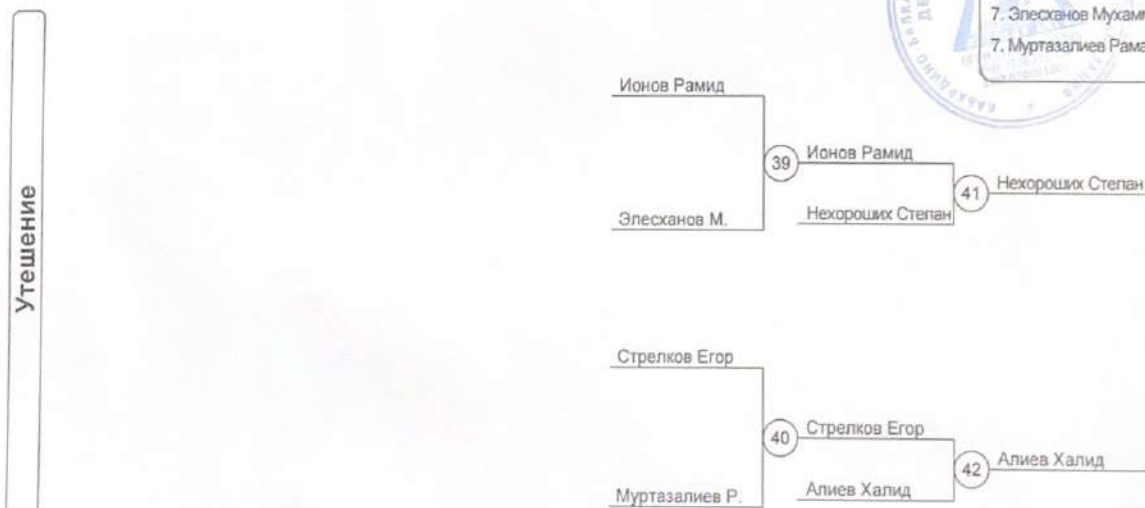 7. Элесханов Мухам
7. Муртазалиев Рама
Утешение
Ионов Рамид
39
Ионов Рамид
Элесханов М.
Нехороших Степан
41
Нехороших Степан
Стрелков Егор
40
Стрелков Егор
Муртазалиев Р.
Алиев Халид
42
Алиев Халид